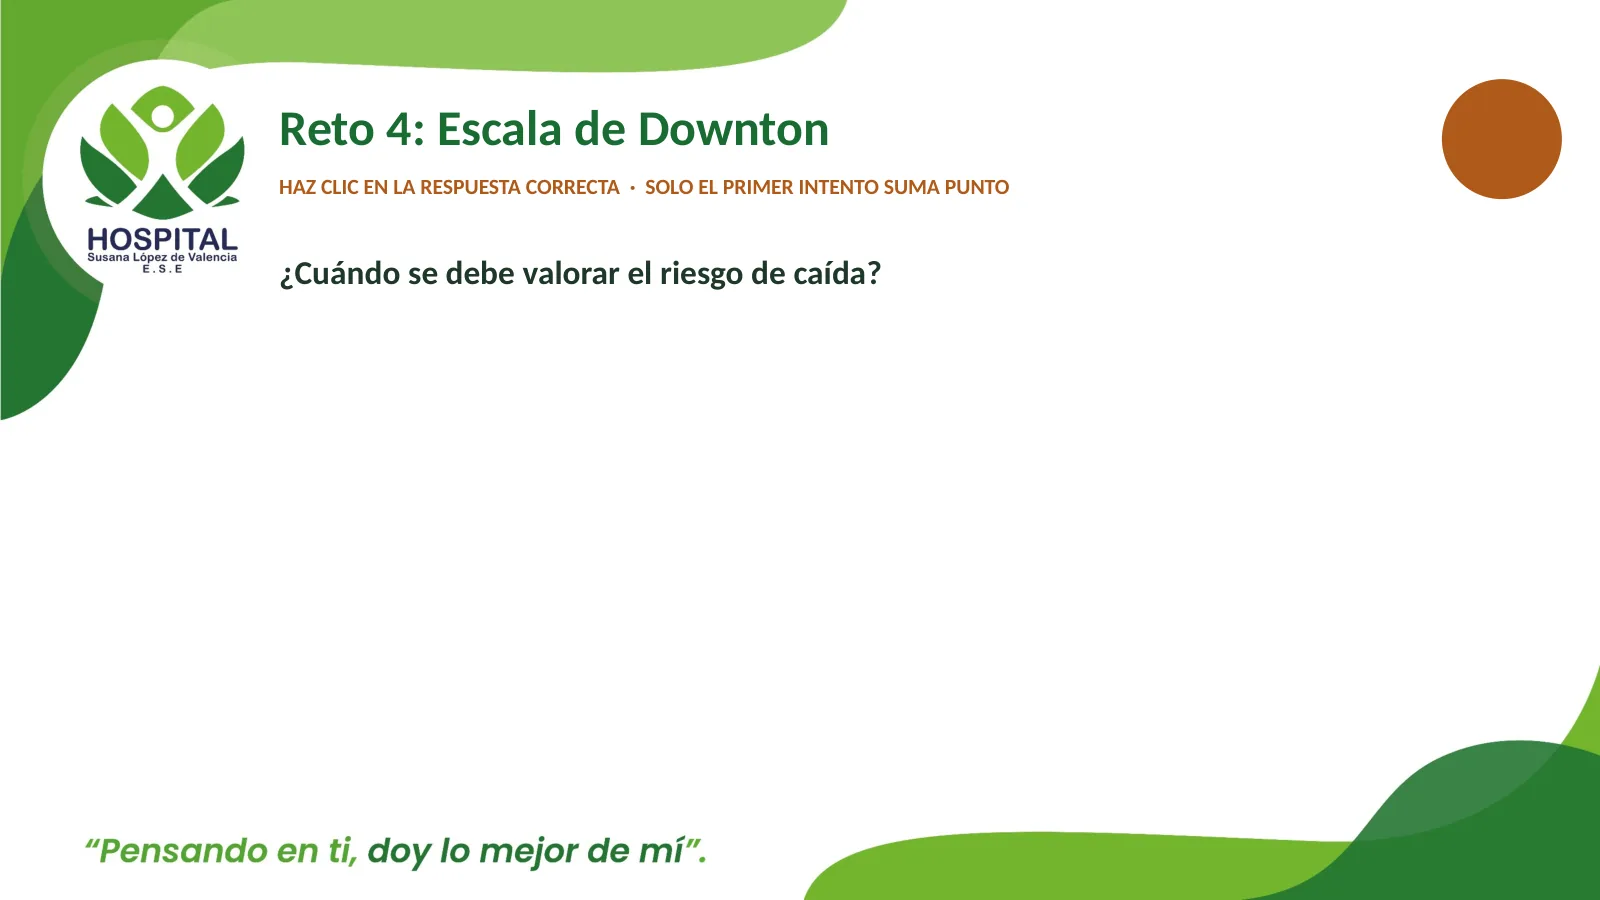 Reto 4: Escala de Downton
HAZ CLIC EN LA RESPUESTA CORRECTA · SOLO EL PRIMER INTENTO SUMA PUNTO
HOSPITAL
Susana López de Valencia
E.S.E
¿Cuándo se debe valorar el riesgo de caída?
“Pensando en ti, doy lo mejor de mí”.